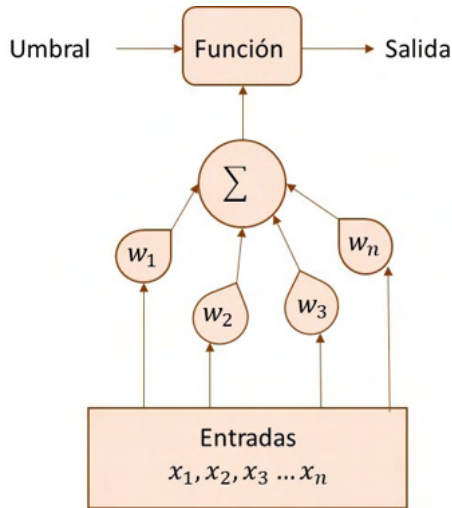 Umbral
Función
Salida
∑
w₁
w₂
w₃
wₙ
Entradas
x₁, x₂, x₃ … xₙ